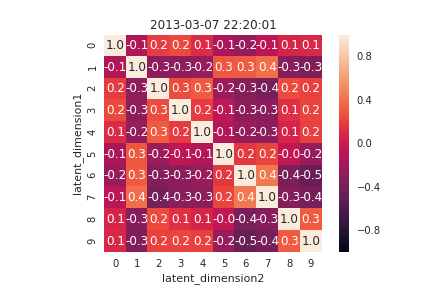 2013-03-07 22:20:01
0 1.0 -0.1 0.2 0.2 0.1 -0.1 -0.2 -0.1 0.1 0.1
1 -0.1 1.0 -0.3 -0.3 -0.2 0.3 0.3 0.4 -0.3 -0.3
2 0.2 -0.3 1.0 0.3 0.3 -0.2 -0.3 -0.4 0.2 0.2
3 0.2 -0.3 0.3 1.0 0.2 -0.1 -0.3 -0.3 0.1 0.2
4 0.1 -0.2 0.3 0.2 1.0 -0.1 -0.2 -0.3 0.1 0.2
5 -0.1 0.3 -0.2 -0.1 -0.1 1.0 0.2 0.2 -0.0 -0.2
6 -0.2 0.3 -0.3 -0.3 -0.2 0.2 1.0 0.4 -0.4 -0.5
7 -0.1 0.4 -0.4 -0.3 -0.3 0.2 0.4 1.0 -0.3 -0.4
8 0.1 -0.3 0.2 0.1 0.1 -0.0 -0.4 -0.3 1.0 0.3
9 0.1 -0.3 0.2 0.2 0.2 -0.2 -0.5 -0.4 0.3 1.0
0 1 2 3 4 5 6 7 8 9
latent_dimension2
latent_dimension1
0.8
0.4
0.0
−0.4
−0.8